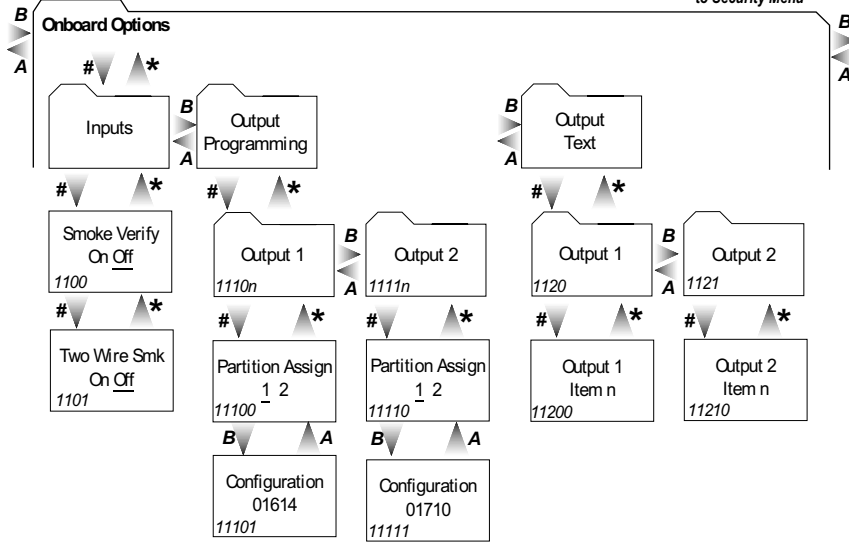 to Security Menu
B
B
Onboard Options
A
A
# *
Inputs
B
A
Output
Programming
B
A
Output
Text
# *
# *
# *
Smoke Verify
On Off
1100
Output 1
1110n
B
A
Output 2
1111n
Output 1
1120
B
A
Output 2
1121
# *
# *
# *
# *
# *
Two Wire Smk
On Off
1101
Partition Assign
1 2
11100
Partition Assign
1 2
11110
Output 1
Item n
11200
Output 2
Item n
11210
B A
B A
Configuration
01614
11101
Configuration
01710
11111